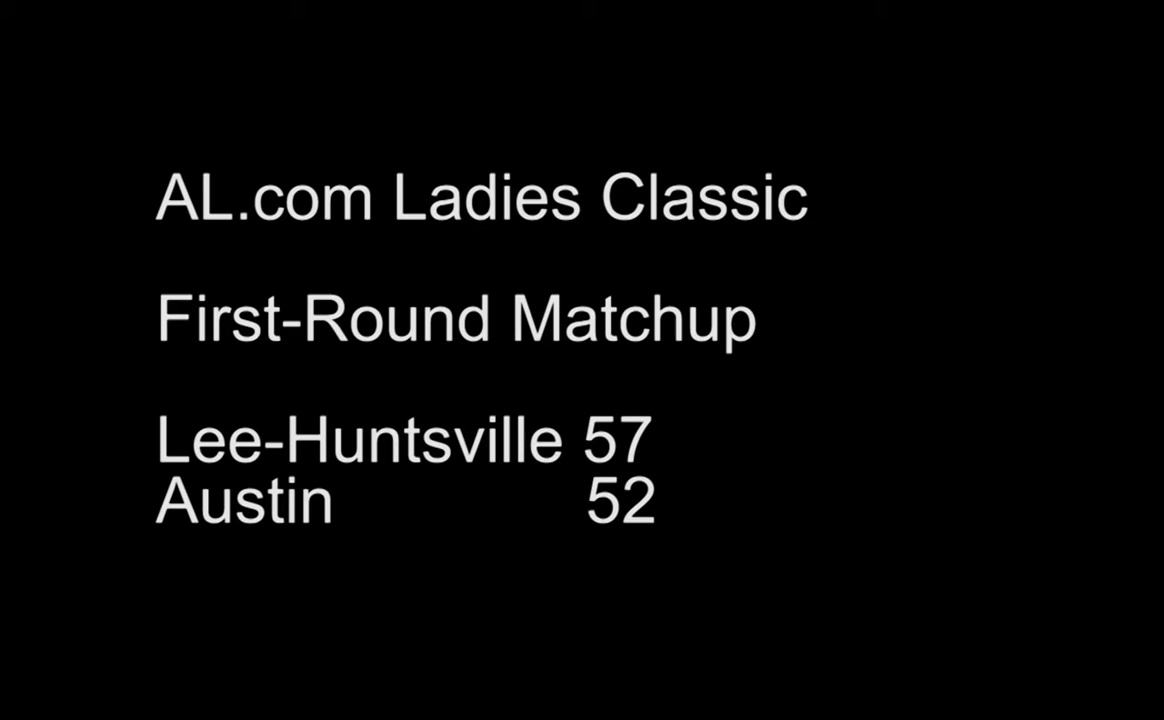 AL.com Ladies Classic
First-Round Matchup
Lee-Huntsville 57
Austin 52